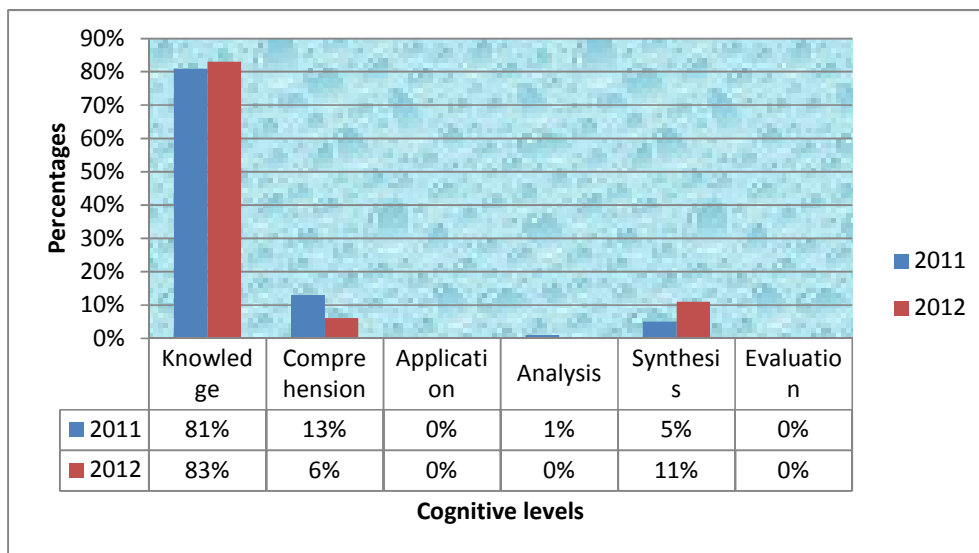 90%
80%
70%
60%
50%
40%
30%
20%
10%
0%
Percentages
Knowled
ge
Compre
hension
Applicati
on
Analysis
Synthesi
s
Evaluatio
n
2011 81% 13% 0% 1% 5% 0%
2012 83% 6% 0% 0% 11% 0%
Cognitive levels
2011
2012